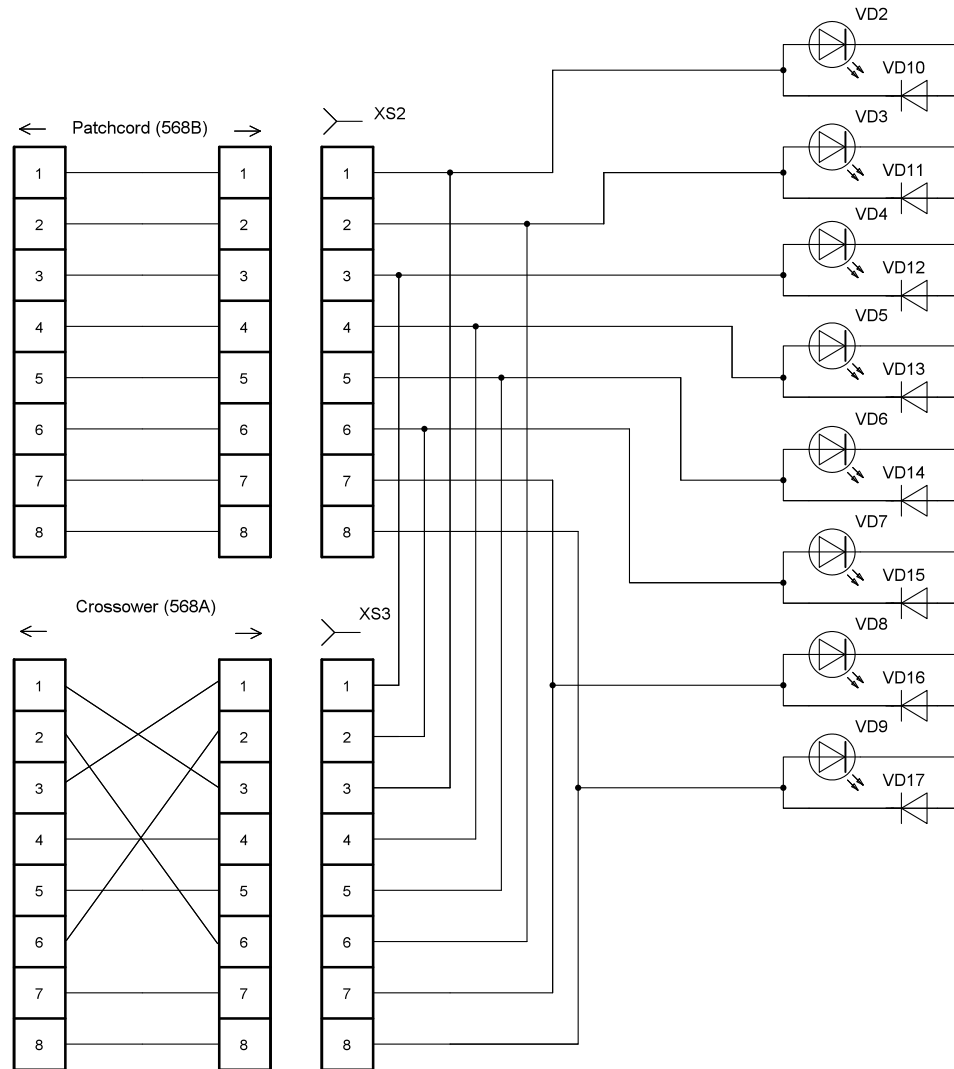 VD2
VD10
Patchcord (568B)
XS2
VD3
1 1 1
VD11
2 2 2
VD4
3 3 3
VD12
4 4 4
VD5
5 5 5
VD13
6 6 6
VD6
7 7 7
VD14
8 8 8
VD7
VD15
Crossower (568A)
XS3
VD8
1 1 1
VD16
2 2 2
VD9
3 3 3
VD17
4 4 4
5 5 5
6 6 6
7 7 7
8 8 8